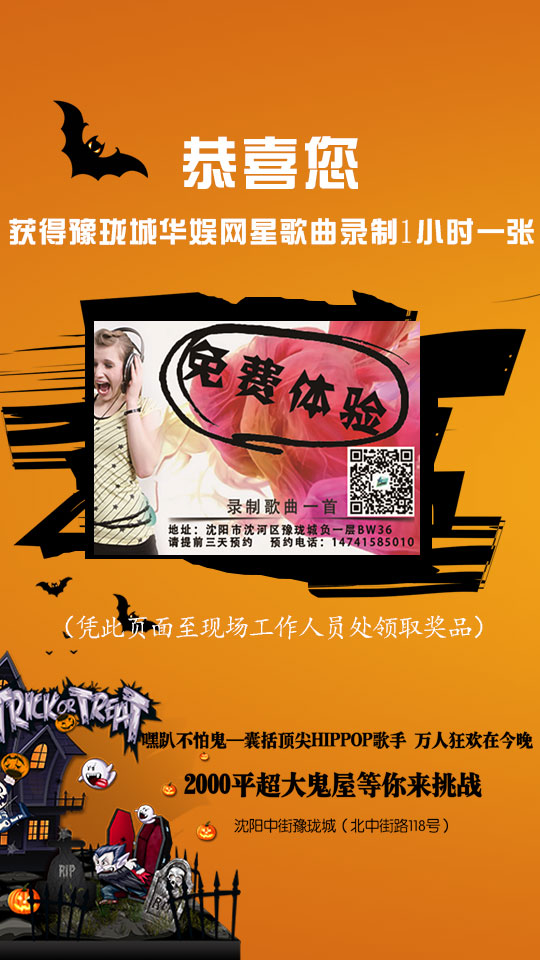 恭喜您
获得豫珑城华娱网星歌曲录制1小时一张
免费体验
录制歌曲一首
地址：沈阳市沈河区豫珑城负一层BW36
请提前三天预约 预约电话：14741585010
（凭此页面至现场工作人员处领取奖品）
TRICK OR TREAT
嘿趴不怕鬼—囊括顶尖HIPPOP歌手 万人狂欢在今晚
2000平超大鬼屋等你来挑战
沈阳中街豫珑城（北中街路118号）
RIP